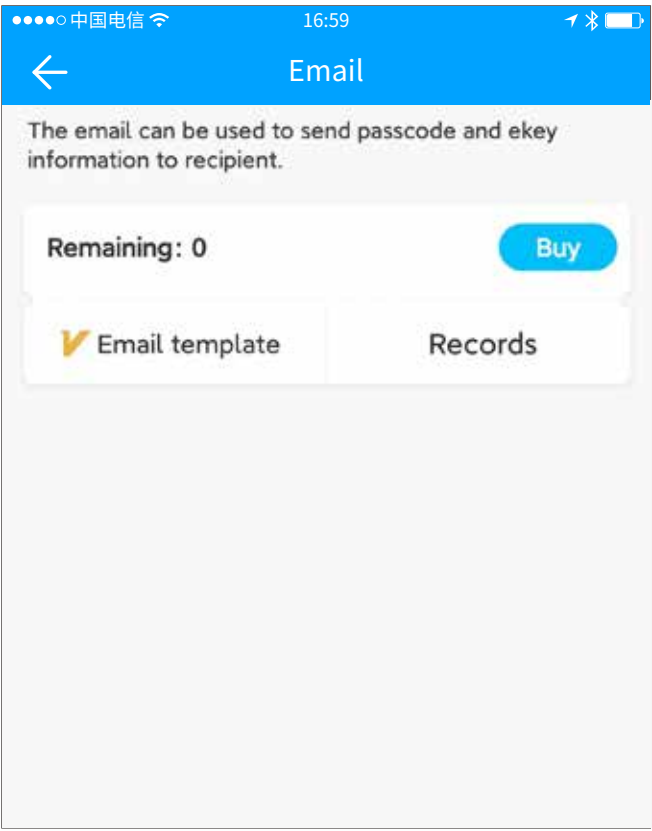 中国电信 16:59
Email
The email can be used to send passcode and ekey
information to recipient.
Remaining: 0 Buy
Email template Records